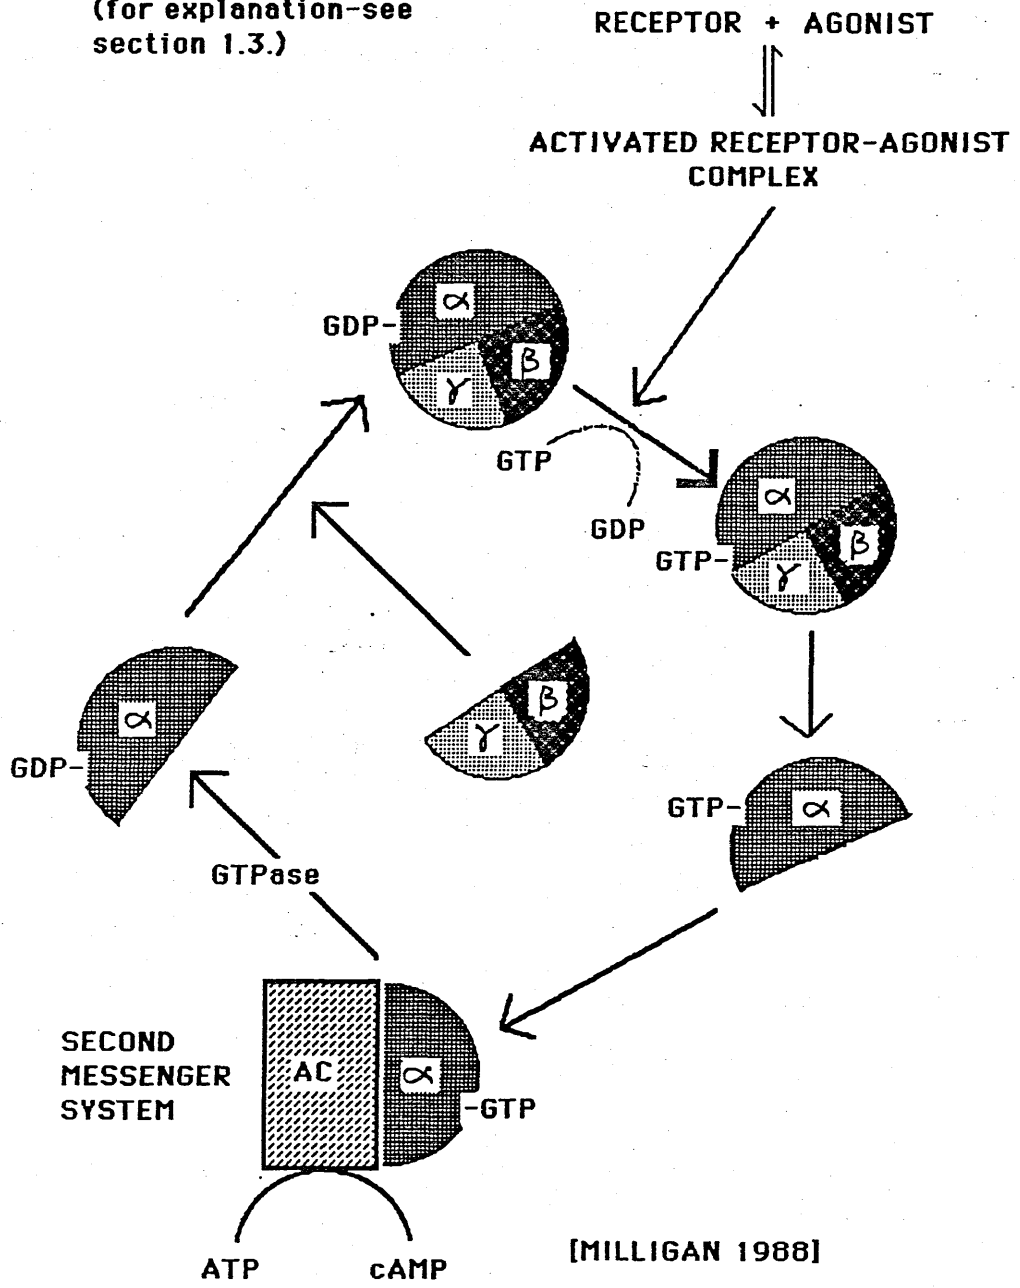 (for explanation-see
section 1.3.)
RECEPTOR + AGONIST
ACTIVATED RECEPTOR-AGONIST
COMPLEX
α
GDP-
β
γ
GTP
GDP
α
GTP-
β
γ
α
GDP-
β
γ
GTP-
α
GTPase
SECOND
MESSENGER
SYSTEM
AC
α
-GTP
ATP
cAMP
[MILLIGAN 1988]